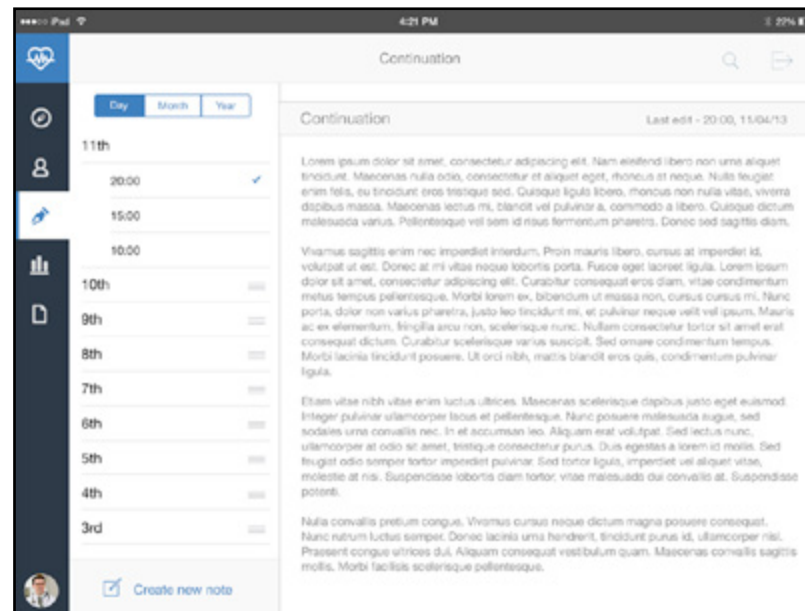 iPad
4:21 PM
22%
Continuation
Day Month Year
11th
20:00
15:00
10:00
10th
9th
8th
7th
6th
5th
4th
3rd
Create new note
Continuation
Last edit - 20:00, 11/04/13
Lorem ipsum dolor sit amet, consectetur adipiscing elit. Nam eleifend libero non urna aliquet
tincidunt. Maecenas nulla odio, consectetur et aliquet eget, rhoncus at neque. Nulla feugiat
enim felis, eu tincidunt eros tristique sed. Quisque ligula libero, rhoncus non nulla vitae, viverra
dapibus massa. Maecenas lectus mi, blandit vel pulvinar a, commodo a libero. Quisque dictum
malesuada varius. Pellentesque vel sem id risus fermentum pharetra. Donec sed sagittis diam.
Vivamus sagittis enim nec imperdiet interdum. Proin mauris libero, cursus at imperdiet id,
volutpat ut est. Donec at mi vitae neque lobortis porta. Fusce eget laoreet ligula. Lorem ipsum
dolor sit amet, consectetur adipiscing elit. Curabitur consequat eros diam, vitae condimentum
metus tempus pellentesque. Morbi lorem ex, bibendum ut massa non, cursus cursus mi. Nunc
porta, dolor non varius pharetra, justo leo tincidunt mi, et pulvinar neque velit vel ipsum. Mauris
ac ex elementum, fringilla arcu non, scelerisque nunc. Nullam consectetur tortor sit amet erat
consequat dictum. Curabitur scelerisque varius suscipit. Sed ornare condimentum tempus.
Morbi lacinia tincidunt posuere. Ut orci nibh, mattis blandit eros quis, condimentum pulvinar
ligula.
Etiam vitae nibh vitae enim luctus ultrices. Maecenas scelerisque dapibus justo eget euismod.
Integer pulvinar ullamcorper lacus et pellentesque. Nunc posuere malesuada augue, sed
sodales urna convallis nec. In et accumsan leo. Aliquam erat volutpat. Sed lectus nunc,
ullamcorper at odio sit amet, tristique consectetur purus. Duis egestas a lorem id mollis. Sed
feugiat odio semper tortor imperdiet pulvinar. Sed tortor ligula, imperdiet vel aliquet vitae,
molestie at nisi. Suspendisse lobortis diam tortor, vitae malesuada dui convallis at. Suspendisse
potenti.
Nulla convallis pretium congue. Vivamus cursus neque dictum magna posuere consequat.
Nunc rutrum luctus semper. Donec lacinia urna hendrerit, tincidunt purus id, ullamcorper nisi.
Praesent congue ultrices dui. Aliquam consequat vestibulum quam. Maecenas convallis sagittis
mollis. Morbi facilisis scelerisque pellentesque.